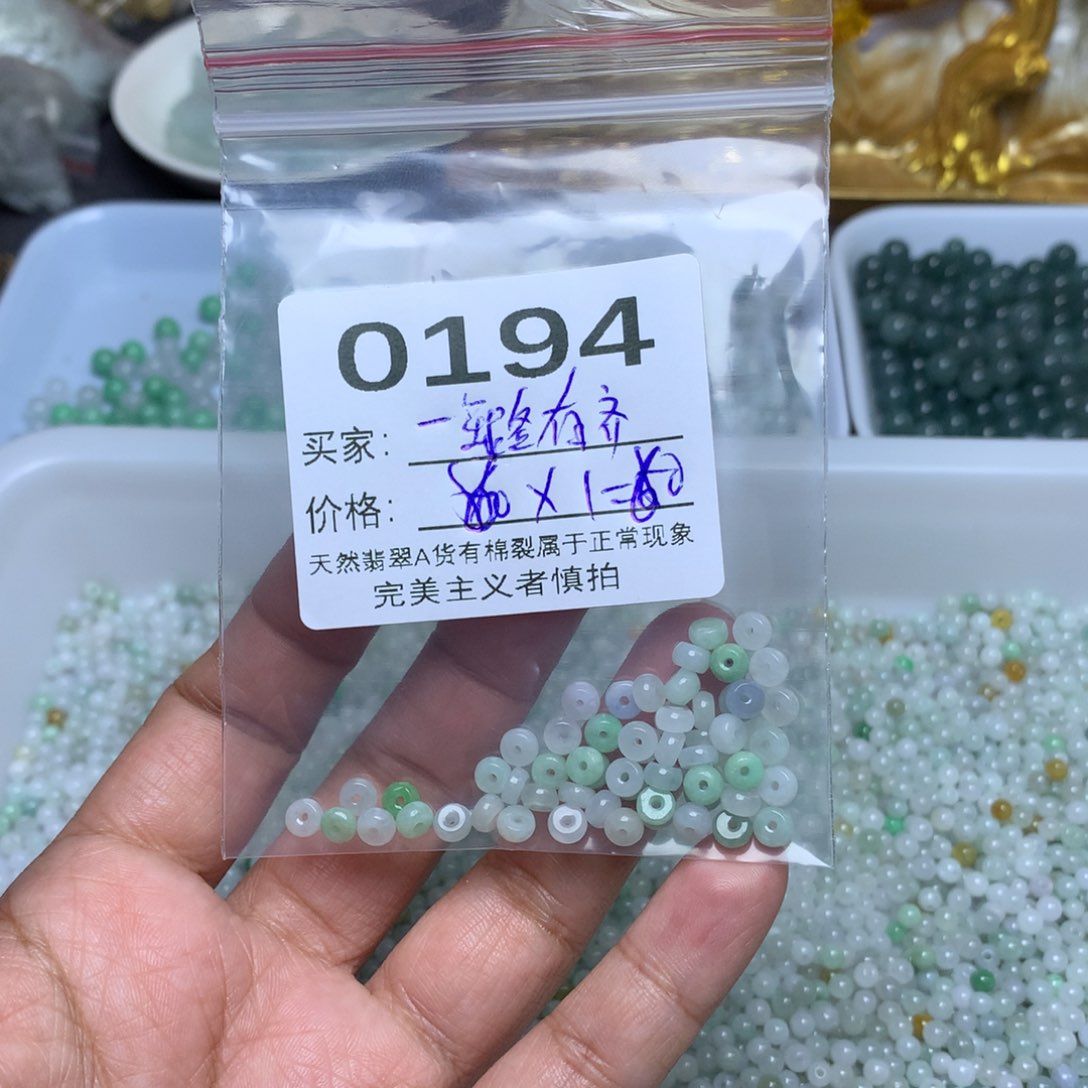 0194
买家:
价格: X 1=
天然翡翠A货有棉裂属于正常现象
完美主义者慎拍